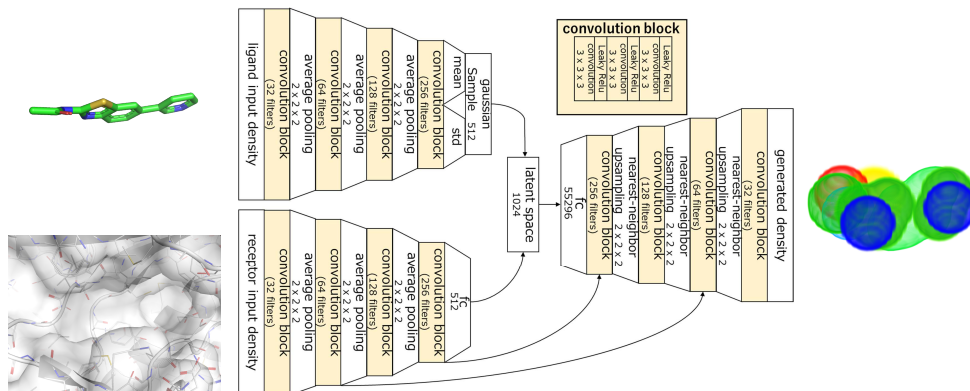 ligand input density
convolution block
(32 filters)
average pooling
2 x 2 x 2
convolution block
(64 filters)
average pooling
2 x 2 x 2
convolution block
(128 filters)
average pooling
2 x 2 x 2
convolution block
(256 filters)
mean
std
gaussian
Sample 512
receptor input density
convolution block
(32 filters)
average pooling
2 x 2 x 2
convolution block
(64 filters)
average pooling
2 x 2 x 2
convolution block
(128 filters)
average pooling
2 x 2 x 2
convolution block
(256 filters)
fc
512
latent space
1024
fc
55296
convolution block
(256 filters)
nearest-neighbor
upsampling 2 x 2 x 2
convolution block
(128 filters)
nearest-neighbor
upsampling 2 x 2 x 2
convolution block
(64 filters)
nearest-neighbor
upsampling 2 x 2 x 2
convolution block
(32 filters)
generated density
convolution block
Leaky Relu
convolution
3 x 3 x 3
Leaky Relu
convolution
3 x 3 x 3
Leaky Relu
convolution
3 x 3 x 3